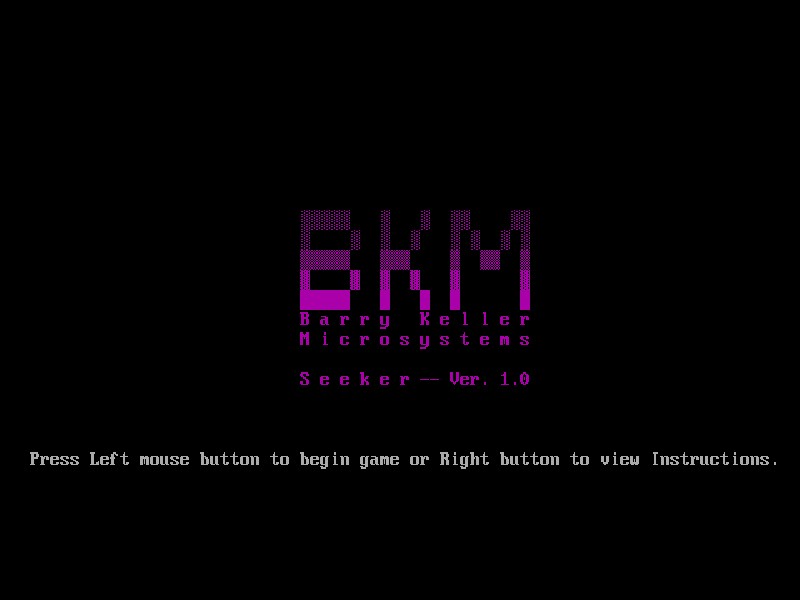 BKM
Barry Keller
Microsystems
Seeker -- Ver. 1.0
Press Left mouse button to begin game or Right button to view Instructions.